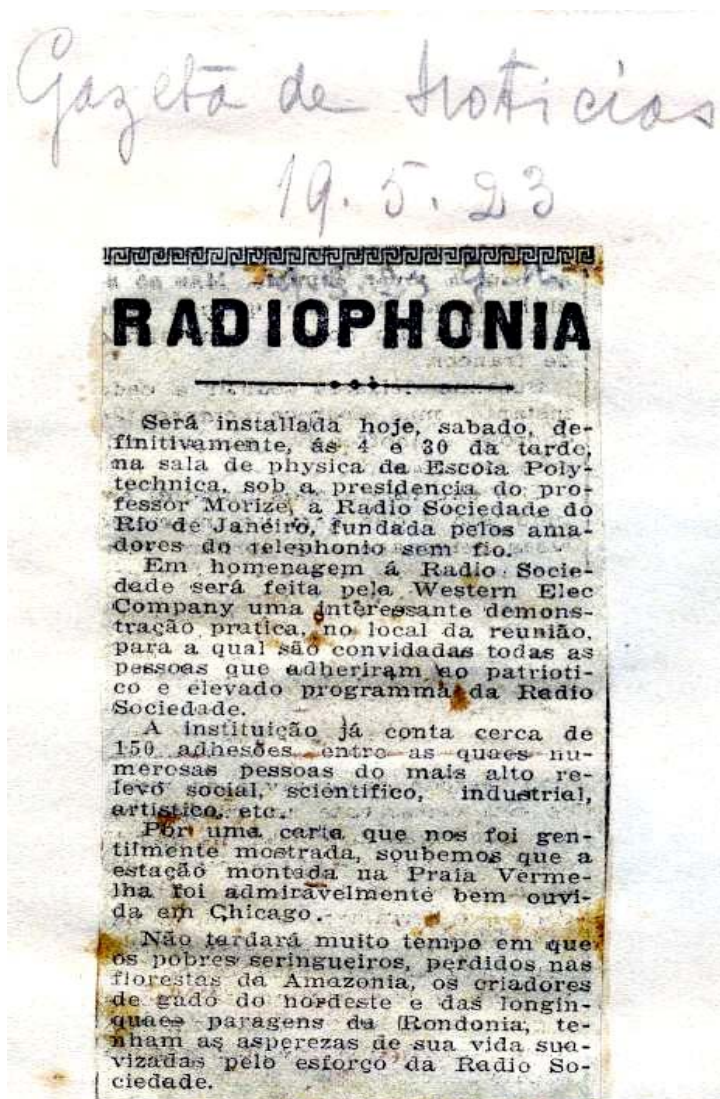 Gazeta de Noticias
19.5.23
RADIOPHONIA
Será installada hoje, sabado, de-
finitivamente, ás 4 e 30 da tarde,
na sala de physica da Escola Poly-
technica, sob a presidencia do pro-
fessor Morize, a Radio Sociedade do
Rio de Janeiro, fundada pelos ama-
dores do telephonio sem fio.
Em homenagem á Radio Socie-
dade será feita pela Western Elec
Company uma interessante demons-
tração pratica, no local da reunião,
para a qual são convidadas todas as
pessoas que adheriram ao patrioti-
co e elevado programma da Radio
Sociedade.
A instituição já conta cerca de
150 adhesões, entre as quaes nu-
merosas pessoas do mais alto re-
levo social, scientifico, industrial,
artistico, etc.
Por uma carta que nos foi gen-
tilmente mostrada, soubemos que a
estação montada na Praia Verme-
lha foi admiravelmente bem ouvi-
da em Chicago.
Não tardará muito tempo em que
os pobres seringueiros, perdidos nas
florestas da Amazonia, os criadores
de gado do nordeste e das longin-
quaes paragens da Rondonia, te-
nham as asperezas de sua vida sua-
vizadas pelo esforço da Radio So-
ciedade.